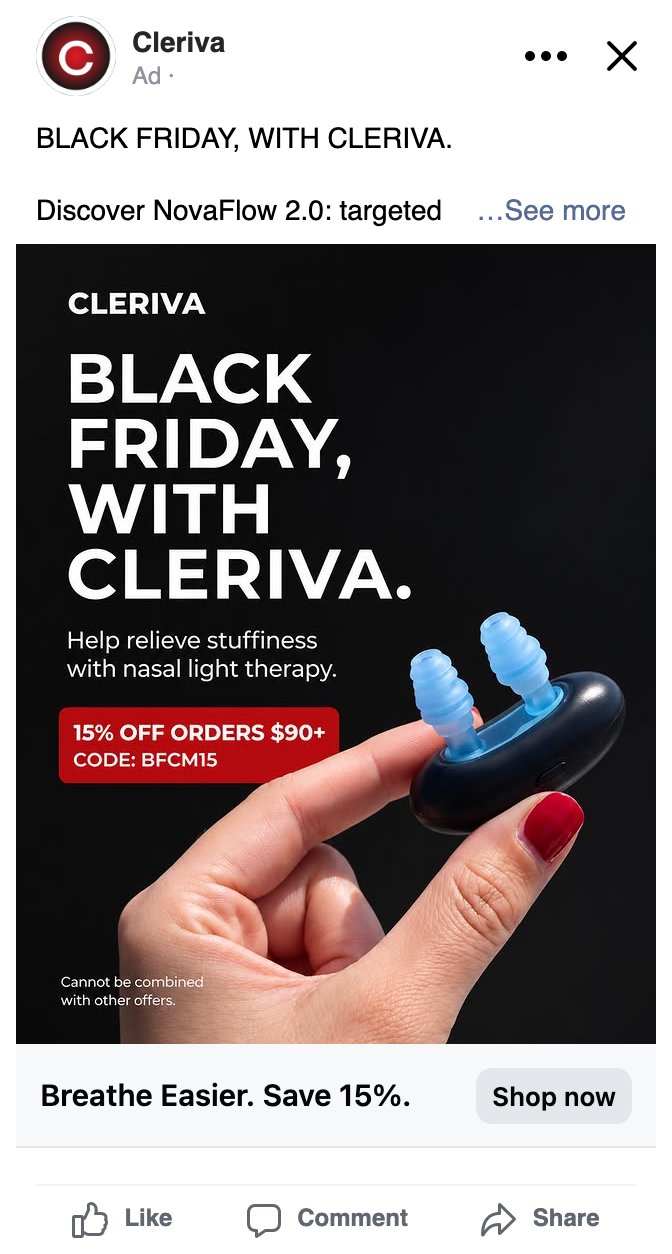 C
Cleriva
Ad ·
BLACK FRIDAY, WITH CLERIVA.
Discover NovaFlow 2.0: targeted ...See more
CLERIVA
BLACK
FRIDAY,
WITH
CLERIVA.
Help relieve stuffiness
with nasal light therapy.
15% OFF ORDERS $90+
CODE: BFCM15
Cannot be combined
with other offers.
Breathe Easier. Save 15%.
Shop now
Like
Comment
Share